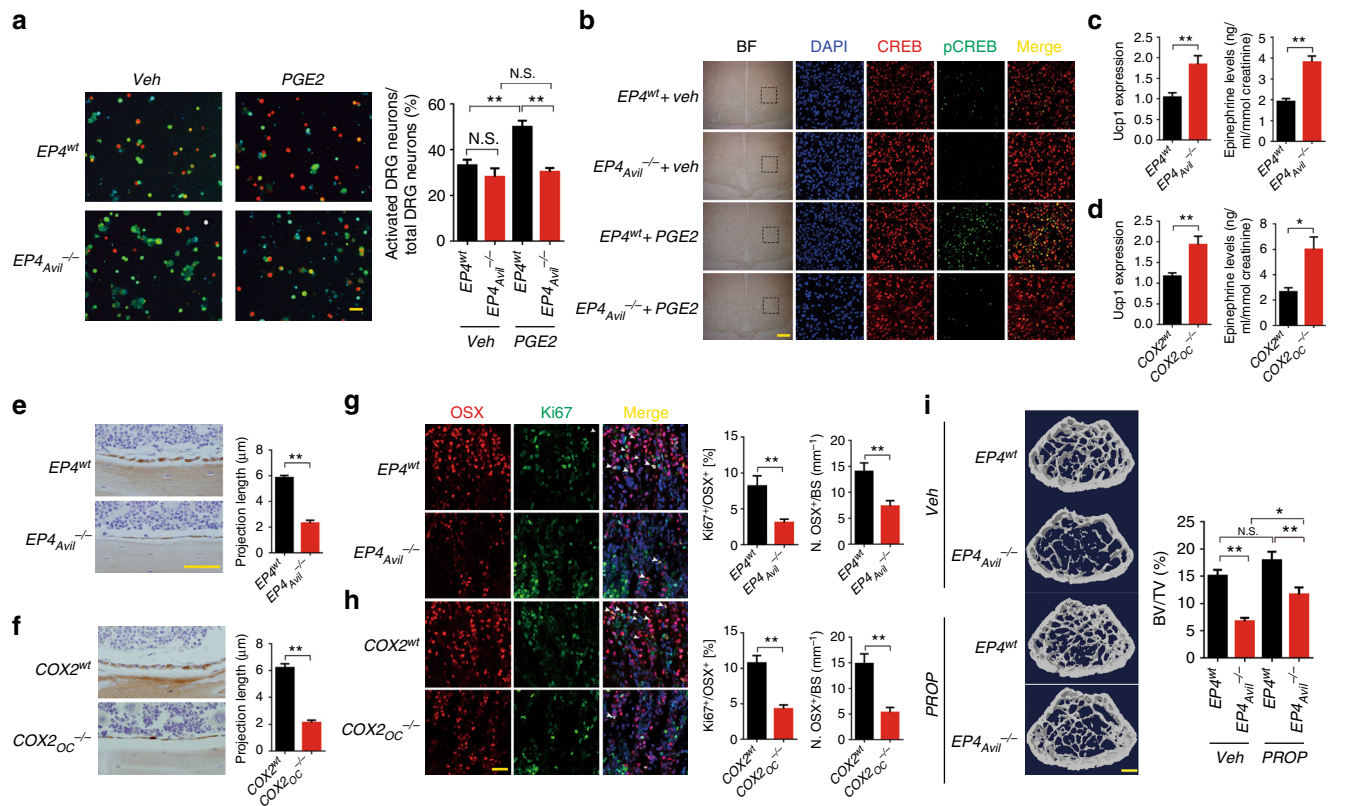 a
Veh
PGE2
EP4wt
EP4Avil−/−
Activated DRG neurons/
total DRG neurons (%)
60
40
20
0
**
N.S.
**
N.S.
EP4wt
EP4Avil−/−
EP4wt
EP4Avil−/−
Veh
PGE2
b
BF
DAPI
CREB
pCREB
Merge
EP4wt + veh
EP4Avil−/− + veh
EP4wt + PGE2
EP4Avil−/− + PGE2
c
Ucp1 expression
2.5
2.0
1.5
1.0
0.5
0.0
**
EP4wt
EP4Avil−/−
Epinephrine levels (ng/
ml/mmol creatinine)
5
4
3
2
1
0
**
EP4wt
EP4Avil−/−
d
Ucp1 expression
2.5
2.0
1.5
1.0
0.5
0.0
**
COX2wt
COX2OC−/−
Epinephrine levels (ng/
ml/mmol creatinine)
8
6
4
2
0
*
COX2wt
COX2OC−/−
e
EP4wt
EP4Avil−/−
Projection length (µm)
8
6
4
2
0
**
EP4wt
EP4Avil−/−
f
COX2wt
COX2OC−/−
Projection length (µm)
8
6
4
2
0
**
COX2wt
COX2OC−/−
g
OSX
Ki67
Merge
EP4wt
EP4Avil−/−
Ki67+/OSX+ [%]
15
10
5
0
**
EP4wt
EP4Avil−/−
N. OSX+/BS (mm−1)
20
15
10
5
0
**
EP4wt
EP4Avil−/−
h
COX2wt
COX2OC−/−
Ki67+/OSX+ [%]
15
10
5
0
**
COX2wt
COX2OC−/−
N. OSX+/BS (mm−1)
20
15
10
5
0
**
COX2wt
COX2OC−/−
i
Veh
EP4wt
EP4Avil−/−
PROP
EP4wt
EP4Avil−/−
BV/TV (%)
25
20
15
10
5
0
*
N.S.
**
**
EP4wt
EP4Avil−/−
EP4wt
EP4Avil−/−
Veh
PROP